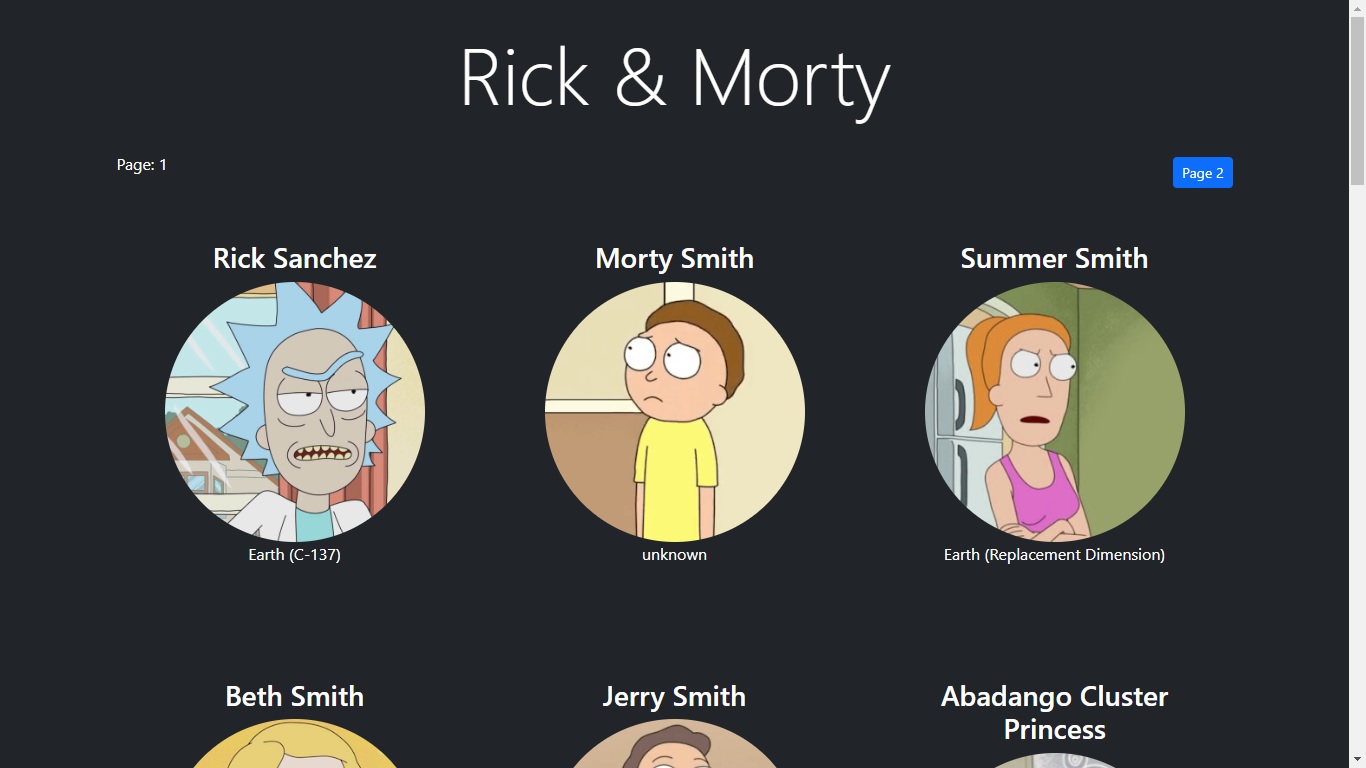 Rick & Morty
Page: 1
Page 2
Rick Sanchez
Morty Smith
Summer Smith
Earth (C-137)
unknown
Earth (Replacement Dimension)
Beth Smith
Jerry Smith
Abadango Cluster
Princess